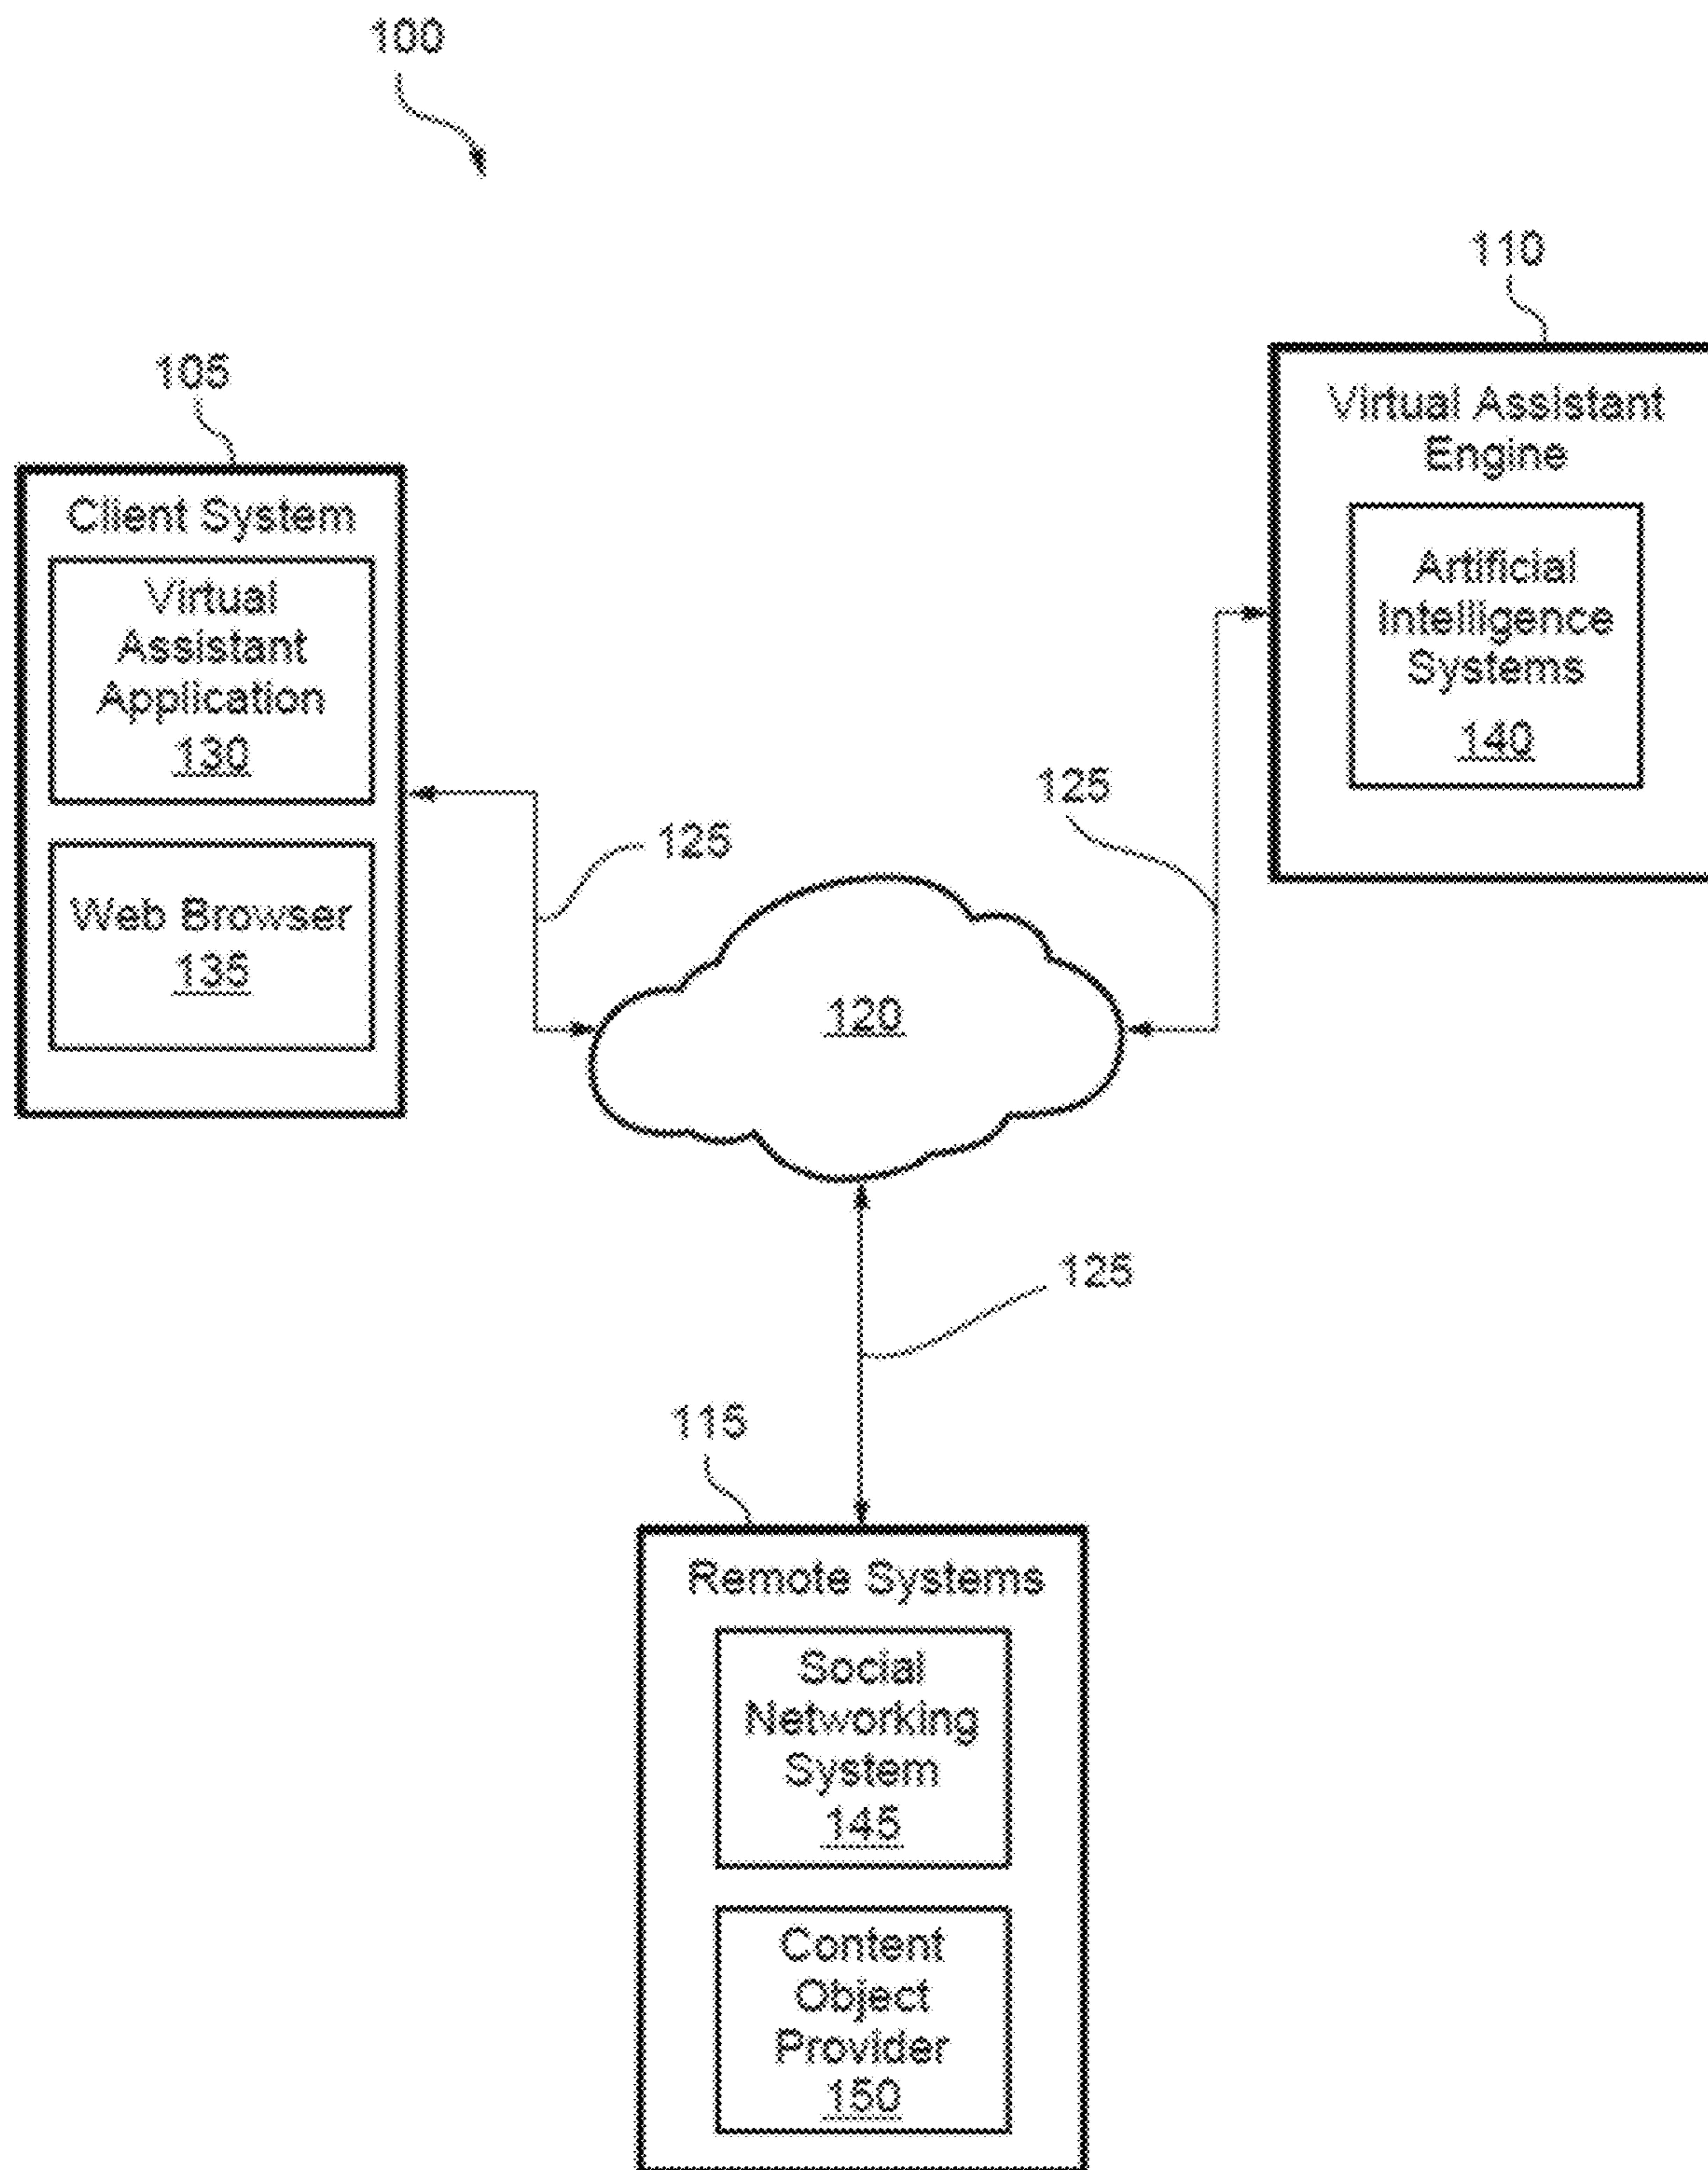 100
110
105
Virtual Assistant
Engine
Client System
Artificial
Intelligence
Systems
140
Virtual
Assistant
Application
130
125
125
Web Browser
135
120
125
115
Remote Systems
Social
Networking
System
145
Content
Object
Provider
150